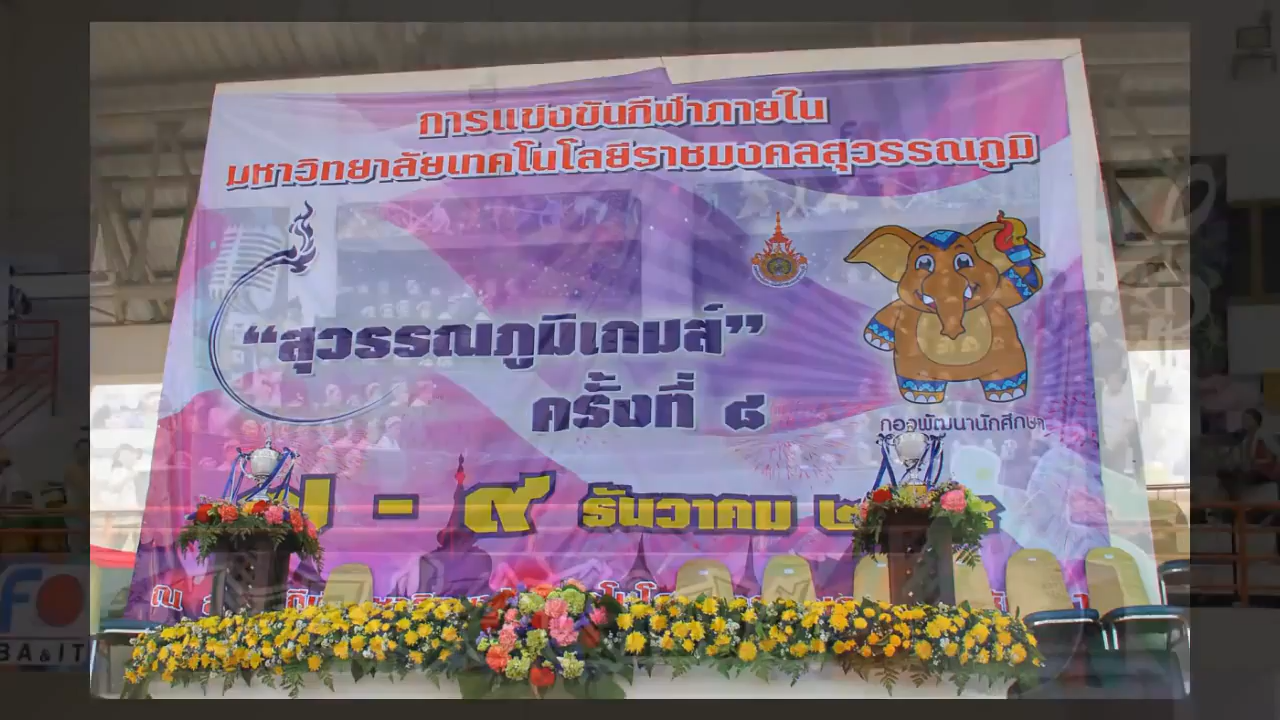 การแข่งขันกีฬาภายใน
มหาวิทยาลัยเทคโนโลยีราชมงคลสุวรรณภูมิ
“สุวรรณภูมิเกมส์”
ครั้งที่ ๘
กองพัฒนานักศึกษา
๗ - ๙ ธันวาคม
ณ
BA & IT